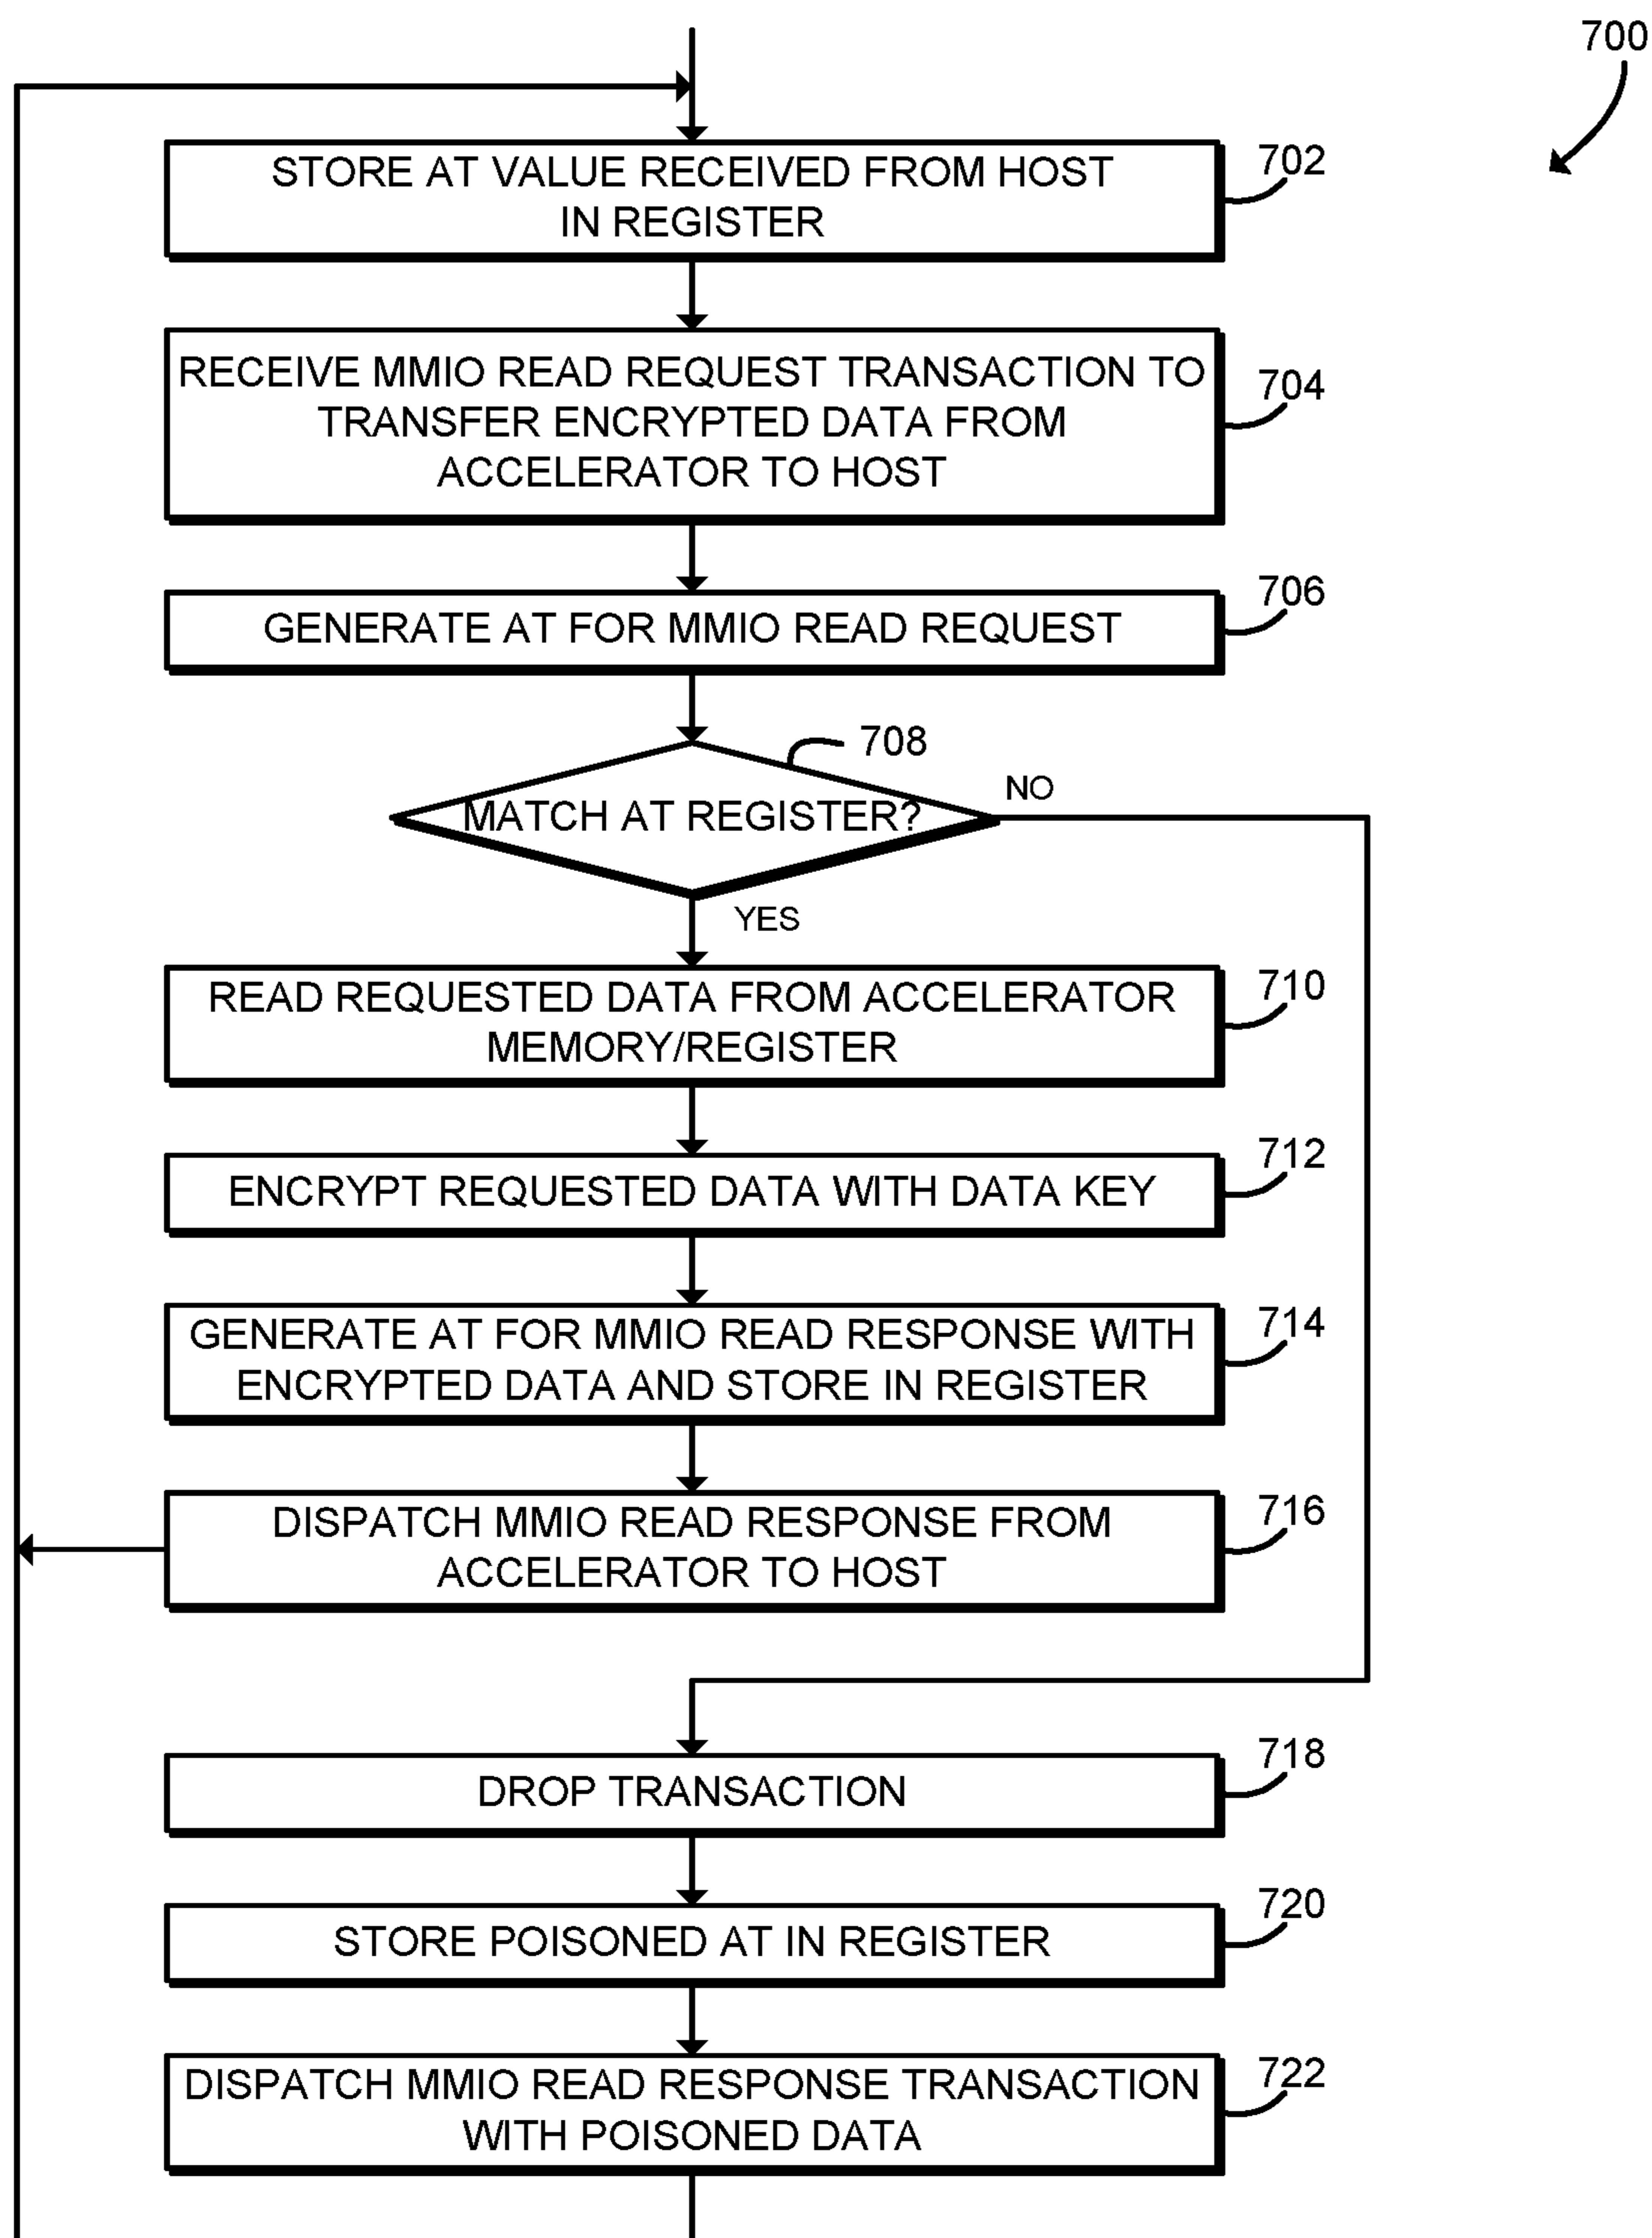 700
STORE AT VALUE RECEIVED FROM HOST
IN REGISTER
702
RECEIVE MMIO READ REQUEST TRANSACTION TO
TRANSFER ENCRYPTED DATA FROM
ACCELERATOR TO HOST
704
GENERATE AT FOR MMIO READ REQUEST
706
MATCH AT REGISTER?
708
NO
YES
READ REQUESTED DATA FROM ACCELERATOR
MEMORY/REGISTER
710
ENCRYPT REQUESTED DATA WITH DATA KEY
712
GENERATE AT FOR MMIO READ RESPONSE WITH
ENCRYPTED DATA AND STORE IN REGISTER
714
DISPATCH MMIO READ RESPONSE FROM
ACCELERATOR TO HOST
716
DROP TRANSACTION
718
STORE POISONED AT IN REGISTER
720
DISPATCH MMIO READ RESPONSE TRANSACTION
WITH POISONED DATA
722